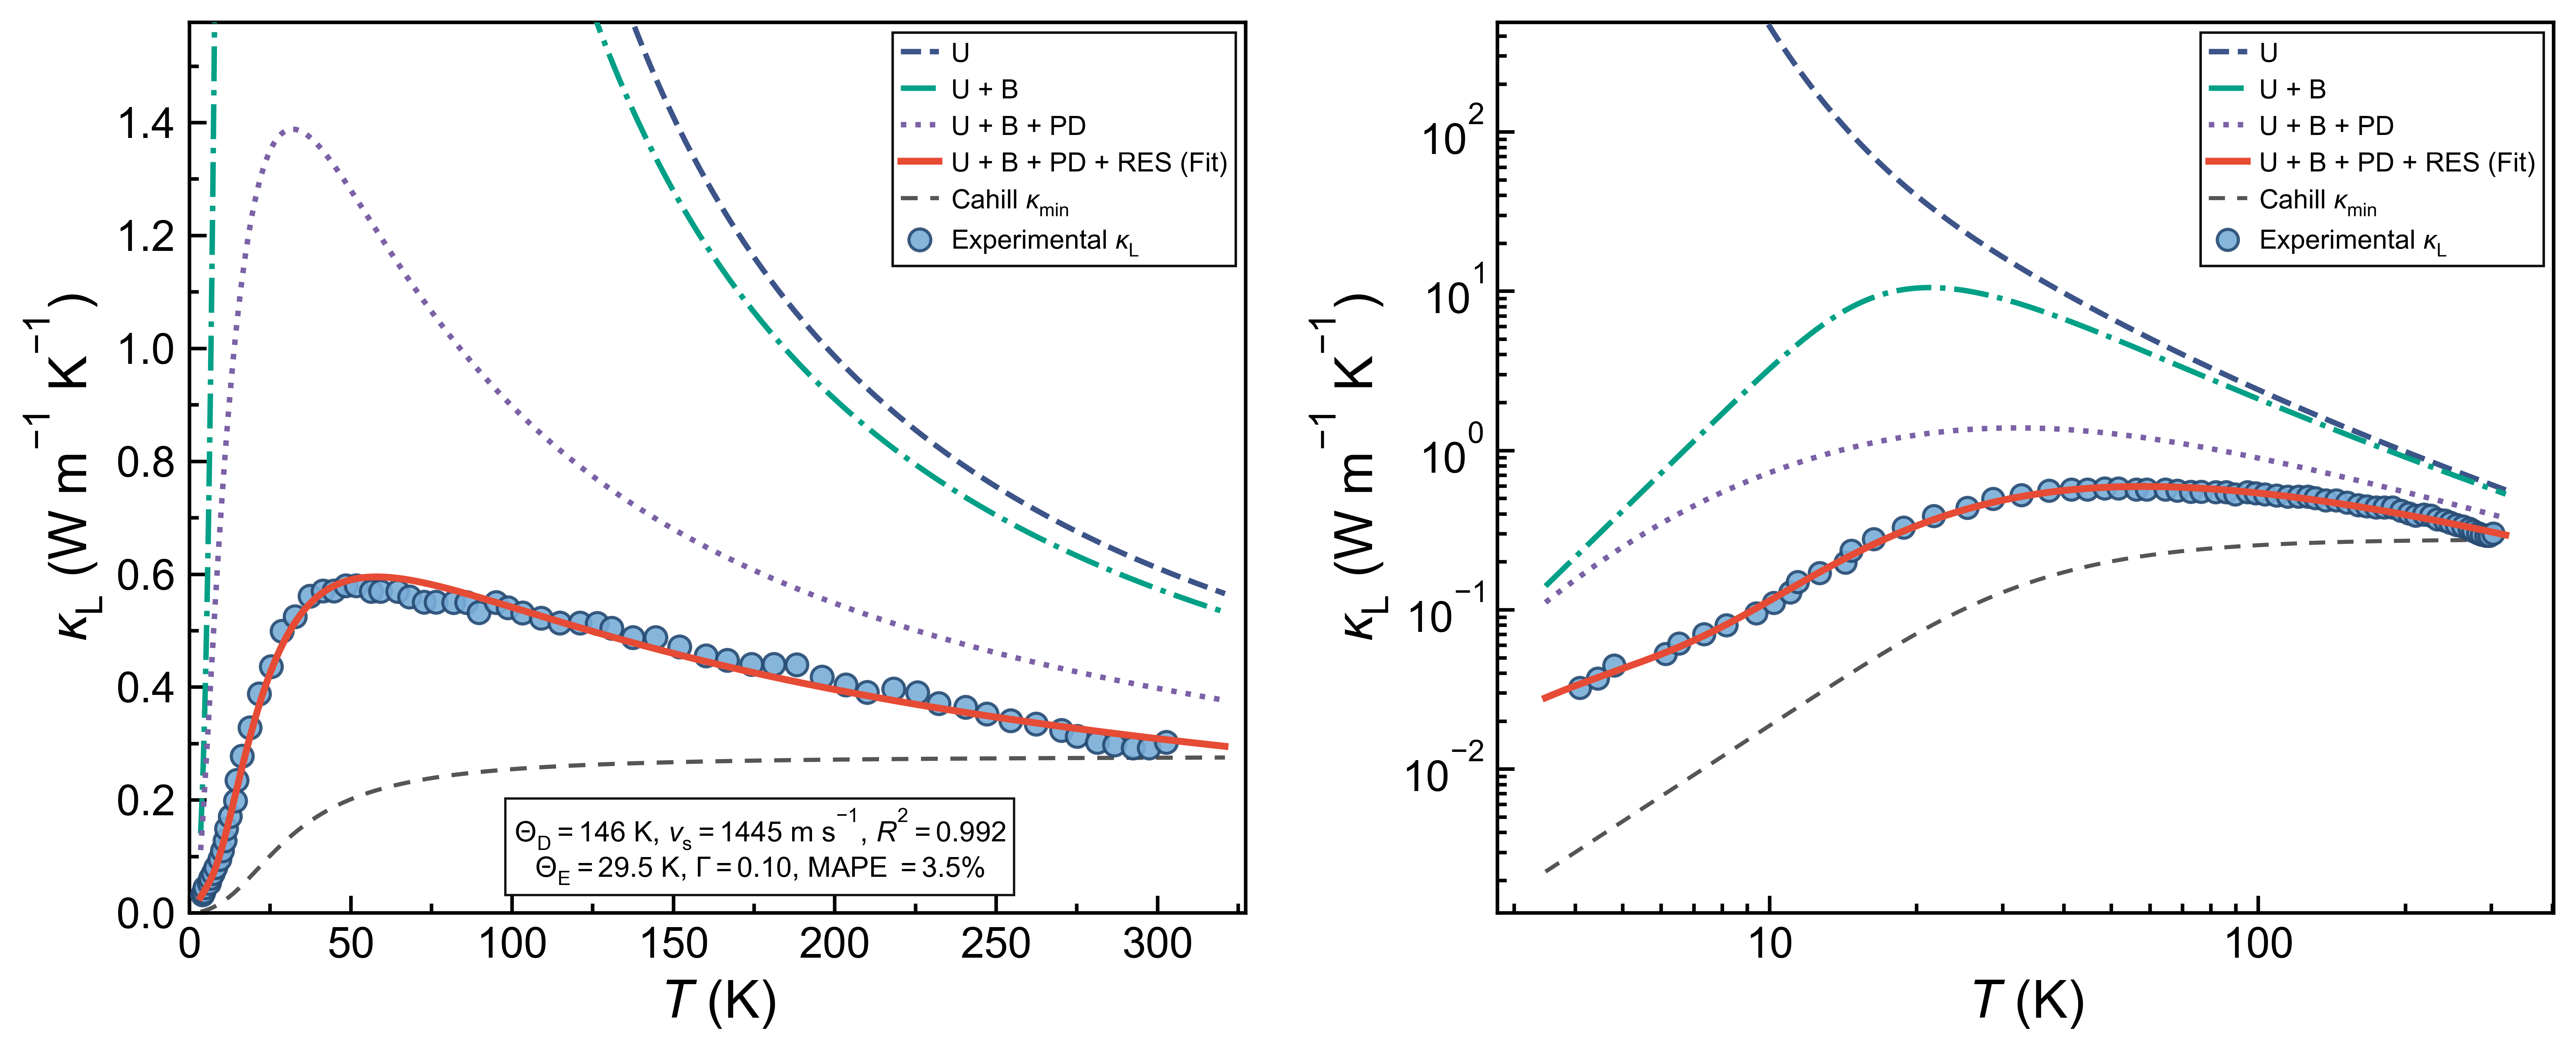 κL (W m−1 K−1)
1.4
1.2
1.0
0.8
0.6
0.4
0.2
0.0
U
U + B
U + B + PD
U + B + PD + RES (Fit)
Cahill κmin
Experimental κL
ΘD = 146 K, vs = 1445 m s−1, R2 = 0.992
ΘE = 29.5 K, Γ = 0.10, MAPE = 3.5%
0 50 100 150 200 250 300
T (K)
κL (W m−1 K−1)
10 2
10 1
10 0
10 −1
10 −2
U
U + B
U + B + PD
U + B + PD + RES (Fit)
Cahill κmin
Experimental κL
10 100
T (K)